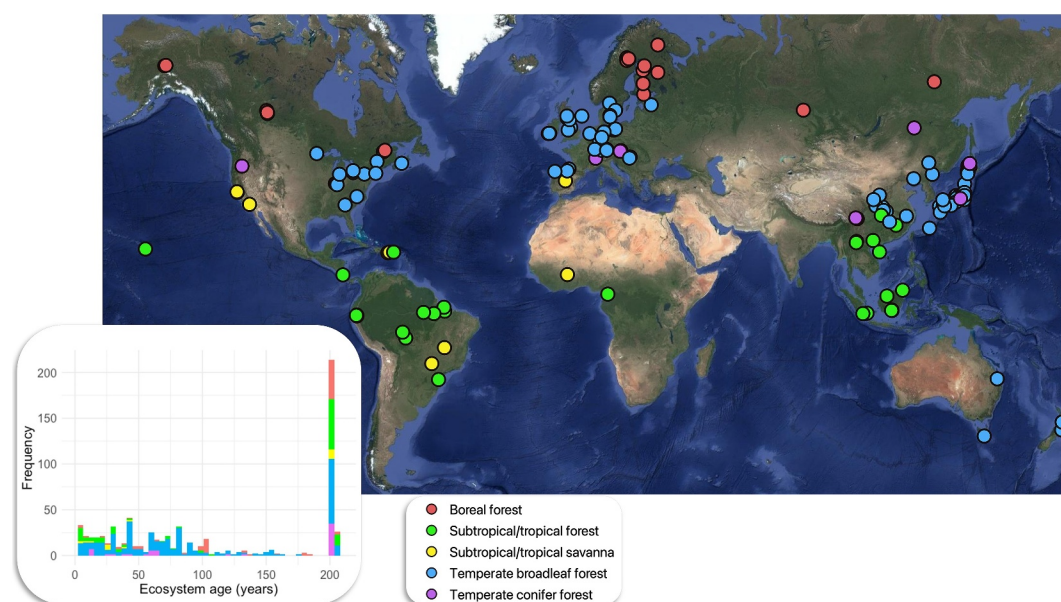 200
150
100
50
0
Frequency
0 50 100 150 200
Ecosystem age (years)
Boreal forest
Subtropical/tropical forest
Subtropical/tropical savanna
Temperate broadleaf forest
Temperate conifer forest